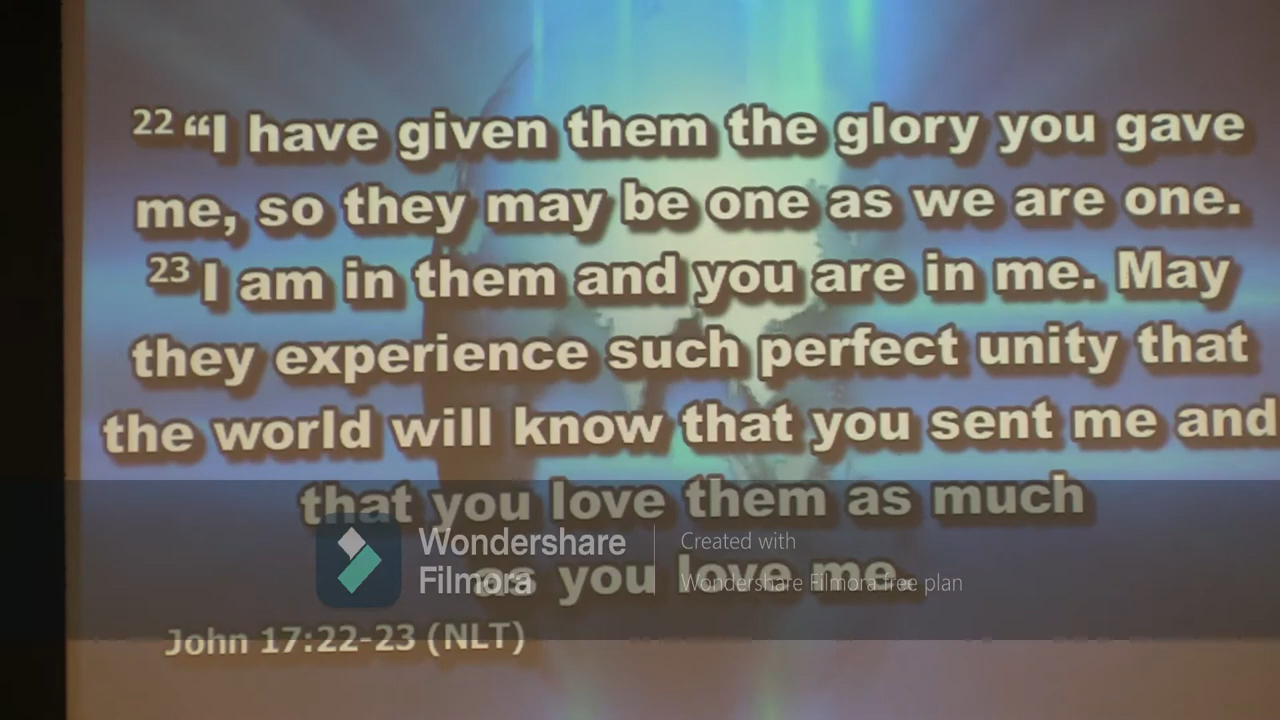 22 “I have given them the glory you gave
me, so they may be one as we are one.
23 I am in them and you are in me. May
they experience such perfect unity that
the world will know that you sent me and
that you love them as much
as you love me.
Wondershare
Filmora
Created with
Wondershare Filmora free plan
John 17:22-23 (NLT)